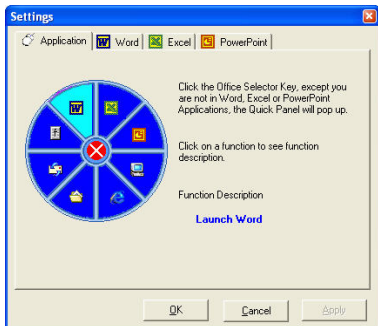 Settings
Application Word Excel PowerPoint
Click the Office Selector Key, except you
are not in Word, Excel or PowerPoint
Applications, the Quick Panel will pop up.
Click on a function to see function
description.
Function Description
Launch Word
OK Cancel Apply